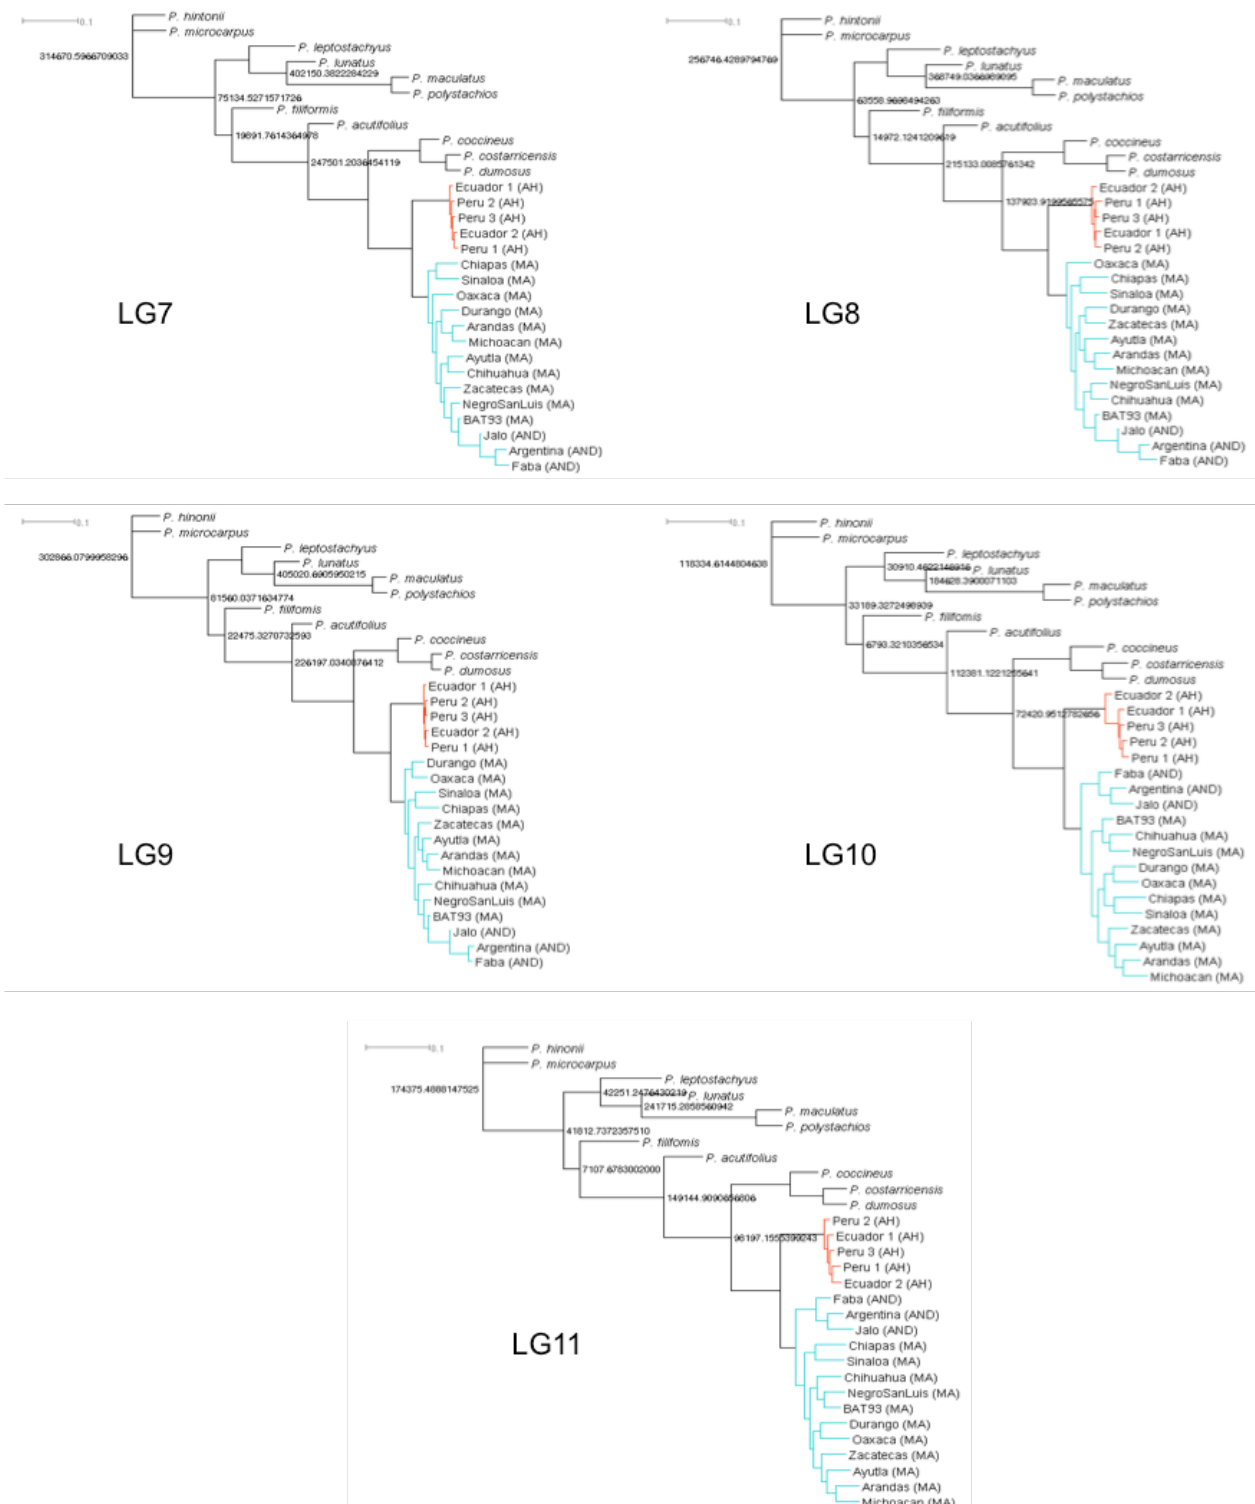 0.1
P. hintonii
P. microcarpus
314670.5966709033
P. leptostachyus
P. lunatus
402150.3822284229
P. maculatus
P. polystachios
75134.5271571726
P. filiformis
P. acutifolius
19891.7614364978
P. coccineus
P. costarricensis
247501.2036454119
P. dumosus
Ecuador 1 (AH)
Peru 2 (AH)
Peru 3 (AH)
Ecuador 2 (AH)
Peru 1 (AH)
Chiapas (MA)
Sinaloa (MA)
Oaxaca (MA)
Durango (MA)
LG7
Arandas (MA)
Michoacan (MA)
Ayutla (MA)
Chihuahua (MA)
Zacatecas (MA)
NegroSanLuis (MA)
BAT93 (MA)
Jalo (AND)
Argentina (AND)
Faba (AND)
0.1
P. hintonii
P. microcarpus
256746.4289794769
P. leptostachyus
P. lunatus
P. maculatus
P. polystachios
P. filiformis
P. acutifolius
P. coccineus
P. costarricensis
P. dumosus
Ecuador 2 (AH)
Peru 1 (AH)
Peru 3 (AH)
Ecuador 1 (AH)
Peru 2 (AH)
Oaxaca (MA)
Chiapas (MA)
Sinaloa (MA)
Durango (MA)
LG8
Zacatecas (MA)
Ayutla (MA)
Arandas (MA)
Michoacan (MA)
NegroSanLuis (MA)
Chihuahua (MA)
BAT93 (MA)
Jalo (AND)
Argentina (AND)
Faba (AND)
0.1
P. hinonii
P. microcarpus
302866.0799958296
P. leptostachyus
P. lunatus
405020.6905950215
P. maculatus
P. polystachios
81560.0371634774
P. filifomis
P. acutifolius
22475.3270732593
P. coccineus
P. costarricensis
226197.0340876412
P. dumosus
Ecuador 1 (AH)
Peru 2 (AH)
Peru 3 (AH)
Ecuador 2 (AH)
Peru 1 (AH)
Durango (MA)
Oaxaca (MA)
Sinaloa (MA)
Chiapas (MA)
Zacatecas (MA)
Ayutla (MA)
LG9
Arandas (MA)
Michoacan (MA)
Chihuahua (MA)
NegroSanLuis (MA)
BAT93 (MA)
Jalo (AND)
Argentina (AND)
Faba (AND)
0.1
P. hinonii
P. microcarpus
118334.6144804638
P. leptostachyus
P. lunatus
184628.3900071103
P. maculatus
P. polystachios
33189.3272498939
P. filifomis
P. acutifolius
6793.3210356534
P. coccineus
P. costarricensis
P. dumosus
Ecuador 2 (AH)
Ecuador 1 (AH)
Peru 3 (AH)
Peru 2 (AH)
Peru 1 (AH)
Faba (AND)
Argentina (AND)
Jalo (AND)
BAT93 (MA)
Chihuahua (MA)
LG10
NegroSanLuis (MA)
Durango (MA)
Oaxaca (MA)
Chiapas (MA)
Sinaloa (MA)
Zacatecas (MA)
Ayutla (MA)
Arandas (MA)
Michoacan (MA)
0.1
P. hinonii
P. microcarpus
174375.4888147525
P. leptostachyus
P. lunatus
241715.2858560942
P. maculatus
P. polystachios
41812.7372357510
P. filifomis
P. acutifolius
7107.6783002000
P. coccineus
P. costarricensis
P. dumosus
Peru 2 (AH)
Ecuador 1 (AH)
Peru 3 (AH)
Peru 1 (AH)
Ecuador 2 (AH)
Faba (AND)
Argentina (AND)
Jalo (AND)
LG11
Chiapas (MA)
Sinaloa (MA)
Chihuahua (MA)
NegroSanLuis (MA)
BAT93 (MA)
Durango (MA)
Oaxaca (MA)
Zacatecas (MA)
Ayutla (MA)
Arandas (MA)
Michoacan (MA)